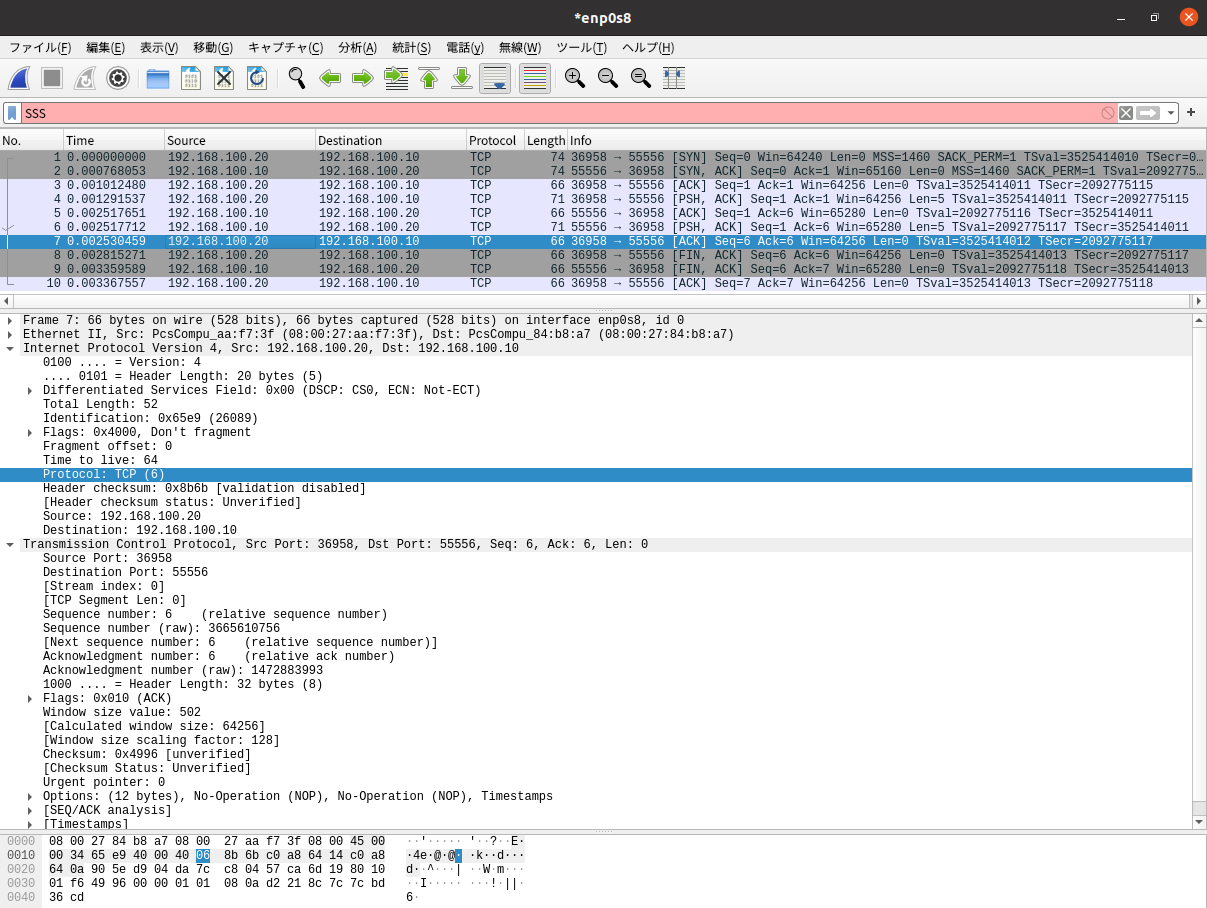 *enp0s8
ファイル(F) 編集(E) 表示(V) 移動(G) キャプチャ(C) 分析(A) 統計(S) 電話(y) 無線(W) ツール(T) ヘルプ(H)
SSS
No. Time Source Destination Protocol Length Info
1 0.000000000 192.168.100.20 192.168.100.10 TCP 74 36958 → 55556 [SYN] Seq=0 Win=64240 Len=0 MSS=1460 SACK_PERM=1 TSval=3525414010 TSecr=0…
2 0.000768053 192.168.100.10 192.168.100.20 TCP 74 55556 → 36958 [SYN, ACK] Seq=0 Ack=1 Win=65160 Len=0 MSS=1460 SACK_PERM=1 TSval=2092775…
3 0.001012480 192.168.100.20 192.168.100.10 TCP 66 36958 → 55556 [ACK] Seq=1 Ack=1 Win=64256 Len=0 TSval=3525414011 TSecr=2092775115
4 0.001291537 192.168.100.20 192.168.100.10 TCP 71 36958 → 55556 [PSH, ACK] Seq=1 Ack=1 Win=64256 Len=5 TSval=3525414011 TSecr=2092775115
5 0.002517651 192.168.100.10 192.168.100.20 TCP 66 55556 → 36958 [ACK] Seq=1 Ack=6 Win=65280 Len=0 TSval=2092775116 TSecr=3525414011
6 0.002517712 192.168.100.10 192.168.100.20 TCP 71 55556 → 36958 [PSH, ACK] Seq=1 Ack=6 Win=65280 Len=5 TSval=2092775117 TSecr=3525414011
7 0.002530459 192.168.100.20 192.168.100.10 TCP 66 36958 → 55556 [ACK] Seq=6 Ack=6 Win=64256 Len=0 TSval=3525414012 TSecr=2092775117
8 0.002815271 192.168.100.20 192.168.100.10 TCP 66 36958 → 55556 [FIN, ACK] Seq=6 Ack=6 Win=64256 Len=0 TSval=3525414013 TSecr=2092775117
9 0.003359589 192.168.100.10 192.168.100.20 TCP 66 55556 → 36958 [FIN, ACK] Seq=6 Ack=7 Win=65280 Len=0 TSval=2092775118 TSecr=3525414013
10 0.003367557 192.168.100.20 192.168.100.10 TCP 66 36958 → 55556 [ACK] Seq=7 Ack=7 Win=64256 Len=0 TSval=3525414013 TSecr=2092775118
Frame 7: 66 bytes on wire (528 bits), 66 bytes captured (528 bits) on interface enp0s8, id 0
Ethernet II, Src: PcsCompu_aa:f7:3f (08:00:27:aa:f7:3f), Dst: PcsCompu_84:b8:a7 (08:00:27:84:b8:a7)
Internet Protocol Version 4, Src: 192.168.100.20, Dst: 192.168.100.10
0100 .... = Version: 4
.... 0101 = Header Length: 20 bytes (5)
Differentiated Services Field: 0x00 (DSCP: CS0, ECN: Not-ECT)
Total Length: 52
Identification: 0x65e9 (26089)
Flags: 0x4000, Don't fragment
Fragment offset: 0
Time to live: 64
Protocol: TCP (6)
Header checksum: 0x8b6b [validation disabled]
[Header checksum status: Unverified]
Source: 192.168.100.20
Destination: 192.168.100.10
Transmission Control Protocol, Src Port: 36958, Dst Port: 55556, Seq: 6, Ack: 6, Len: 0
Source Port: 36958
Destination Port: 55556
[Stream index: 0]
[TCP Segment Len: 0]
Sequence number: 6    (relative sequence number)
Sequence number (raw): 3665610756
[Next sequence number: 6    (relative sequence number)]
Acknowledgment number: 6    (relative ack number)
Acknowledgment number (raw): 1472883993
1000 .... = Header Length: 32 bytes (8)
Flags: 0x010 (ACK)
Window size value: 502
[Calculated window size: 64256]
[Window size scaling factor: 128]
Checksum: 0x4996 [unverified]
[Checksum Status: Unverified]
Urgent pointer: 0
Options: (12 bytes), No-Operation (NOP), No-Operation (NOP), Timestamps
[SEQ/ACK analysis]
[Timestamps]
0000 08 00 27 84 b8 a7 08 00 27 aa f7 3f 08 00 45 00 ··'····· '··?··E·
0010 00 34 65 e9 40 00 40 06 8b 6b c0 a8 64 14 c0 a8 ·4e·@·@· ·k··d···
0020 64 0a 90 5e d9 04 da 7c c8 04 57 ca 6d 19 80 10 d··^···| ··W·m···
0030 01 f6 49 96 00 00 01 01 08 0a d2 21 8c 7c 7c bd ··I····· ···!·||·
0040 36 cd 6·